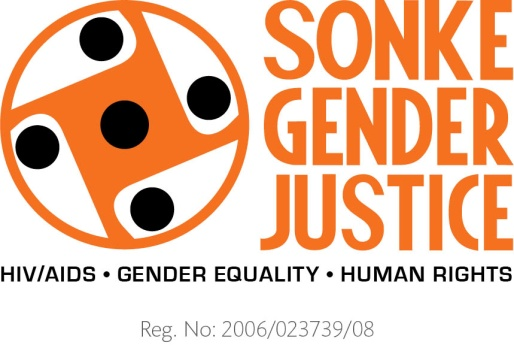 SONKE
GENDER
JUSTICE
HIV/AIDS • GENDER EQUALITY • HUMAN RIGHTS
Reg. No: 2006/023739/08